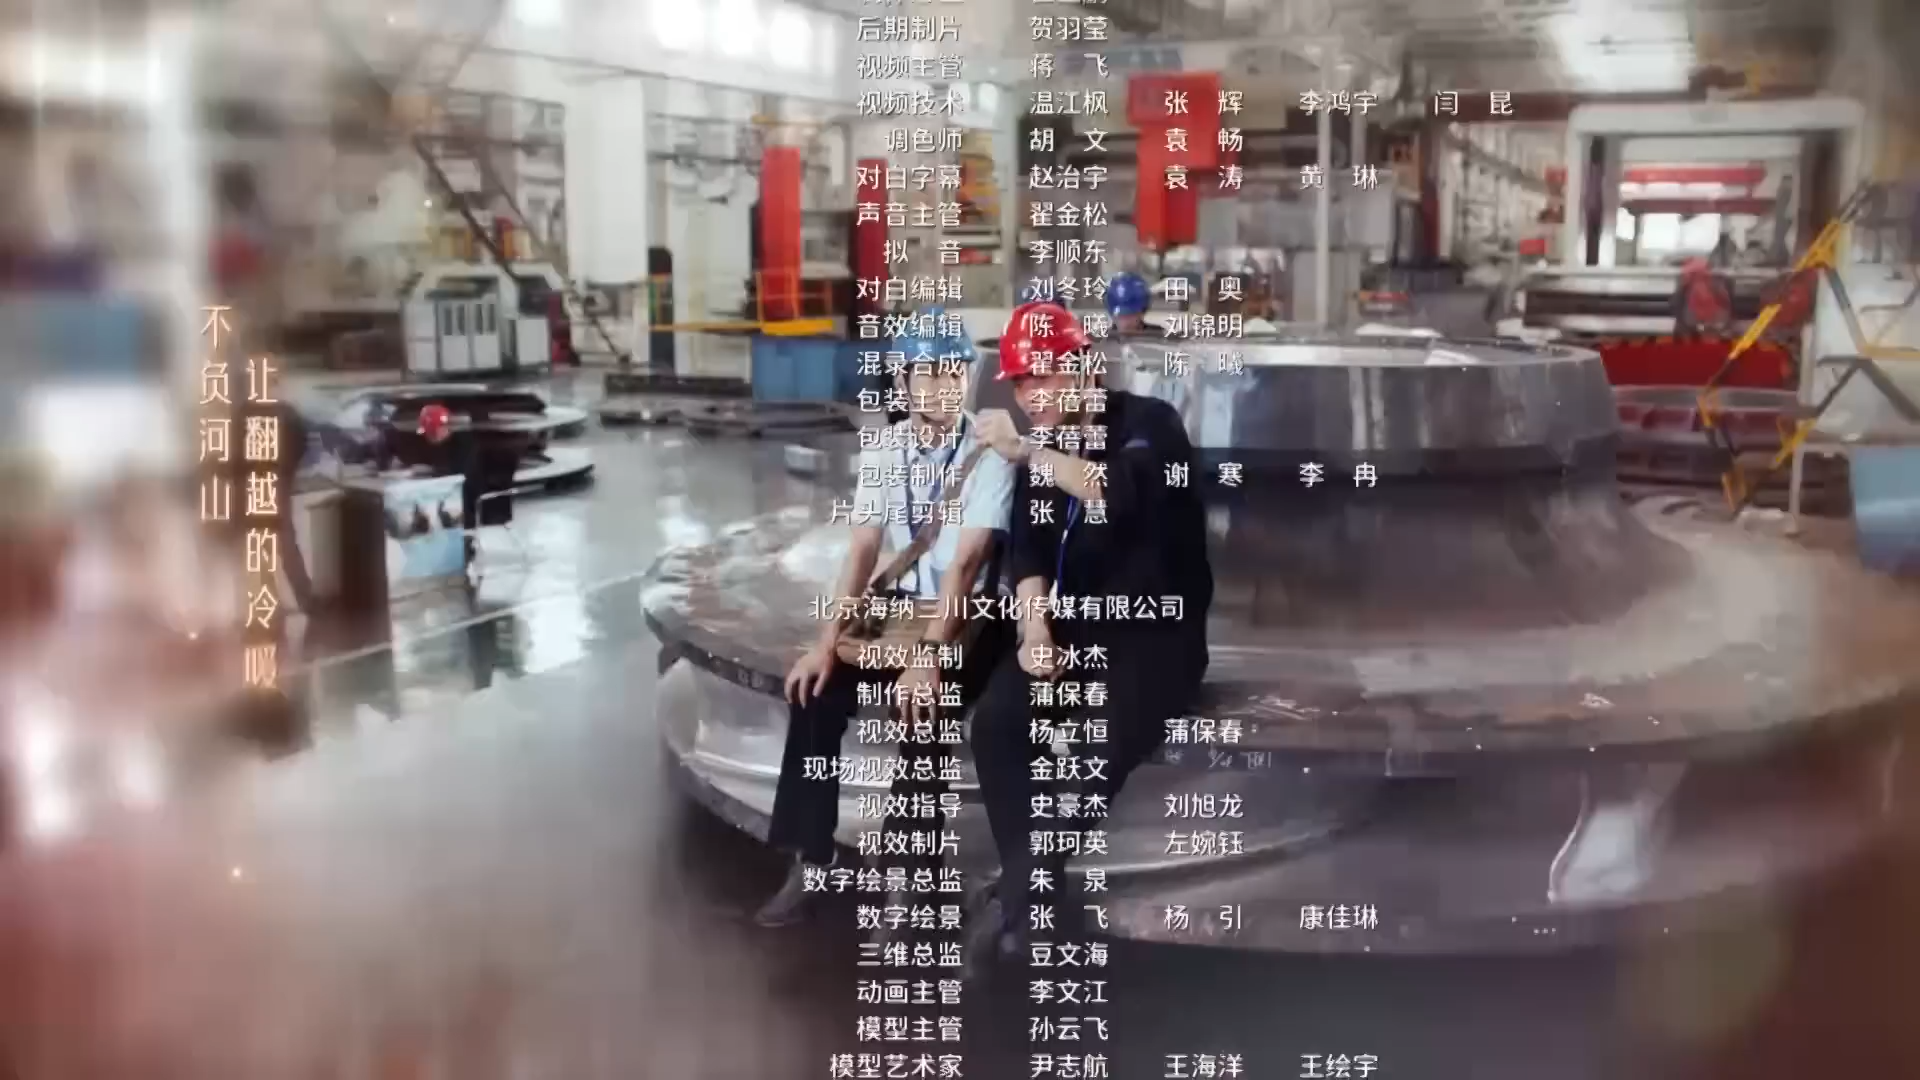 后期制片 贺羽莹
视频主管 蒋 飞
视频技术 温江枫 张 辉 李鸿宇 闫 昆
调色师 胡 文 袁 畅
对白字幕 赵治宇 袁 涛 黄 琳
声音主管 翟金松
拟 音 李顺东
对白编辑 刘冬玲 田 奥
音效编辑 陈 曦 刘锦明
混录合成 翟金松 陈 曦
包装主管 李蓓蕾
包装设计 李蓓蕾
包装制作 魏 然 谢 寒 李 冉
片头尾剪辑 张 慧
北京海纳三川文化传媒有限公司
视效监制 史冰杰
制作总监 蒲保春
视效总监 杨立恒 蒲保春
现场视效总监 金跃文
视效指导 史豪杰 刘旭龙
视效制片 郭珂英 左婉钰
数字绘景总监 朱 泉
数字绘景 张 飞 杨 引 康佳琳
三维总监 豆文海
动画主管 李文江
模型主管 孙云飞
模型艺术家 尹志航 王海洋 王绘宇
让翻越的冷暖
不负河山